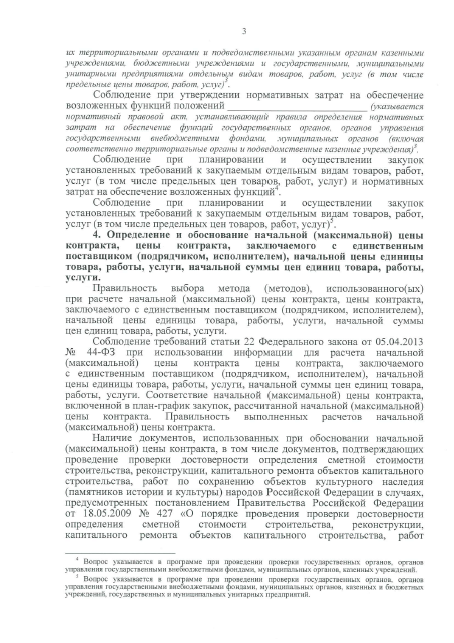 3
их территориальными органами и подведомственными указанным органам казенными
учреждениями, бюджетными учреждениями и государственными, муниципальными
унитарными предприятиями отдельным видам товаров, работ, услуг (в том числе
предельные цены товаров, работ, услуг)³.
Соблюдение при утверждении нормативных затрат на обеспечение
возложенных функций положений ____________________ (указывается
нормативный правовой акт, устанавливающий правила определения нормативных
затрат на обеспечение функций государственных органов, органов управления
государственными внебюджетными фондами, муниципальных органов (включая
соответственно территориальные органы и подведомственные казенные учреждения)³.
Соблюдение при планировании и осуществлении закупок
установленных требований к закупаемым отдельным видам товаров, работ,
услуг (в том числе предельных цен товаров, работ, услуг) и нормативных
затрат на обеспечение возложенных функций⁴.
Соблюдение при планировании и осуществлении закупок
установленных требований к закупаемым отдельным видам товаров, работ,
услуг (в том числе предельных цен товаров, работ, услуг)⁵.
4. Определение и обоснование начальной (максимальной) цены
контракта, цены контракта, заключаемого с единственным
поставщиком (подрядчиком, исполнителем), начальной цены единицы
товара, работы, услуги, начальной суммы цен единиц товара, работы,
услуги.
Правильность выбора метода (методов), использованного(ых)
при расчете начальной (максимальной) цены контракта, цены контракта,
заключаемого с единственным поставщиком (подрядчиком, исполнителем),
начальной цены единицы товара, работы, услуги, начальной суммы
цен единиц товара, работы, услуги.
Соблюдение требований статьи 22 Федерального закона от 05.04.2013
№ 44-ФЗ при использовании информации для расчета начальной
(максимальной) цены контракта цены контракта, заключаемого
с единственным поставщиком (подрядчиком, исполнителем), начальной
цены единицы товара, работы, услуги, начальной суммы цен единиц товара,
работы, услуги. Соответствие начальной (максимальной) цены контракта,
включенной в план-график закупок, рассчитанной начальной (максимальной)
цены контракта. Правильность выполненных расчетов начальной
(максимальной) цены контракта.
Наличие документов, использованных при обосновании начальной
(максимальной) цены контракта, в том числе документов, подтверждающих
проведение проверки достоверности определения сметной стоимости
строительства, реконструкции, капитального ремонта объектов капитального
строительства, работ по сохранению объектов культурного наследия
(памятников истории и культуры) народов Российской Федерации в случаях,
предусмотренных постановлением Правительства Российской Федерации
от 18.05.2009 № 427 «О порядке проведения проверки достоверности
определения сметной стоимости строительства, реконструкции,
капитального ремонта объектов капитального строительства, работ
⁴ Вопрос указывается в программе при проведении проверки государственных органов, органов
управления государственными внебюджетными фондами, муниципальных органов, казенных учреждений.
⁵ Вопрос указывается в программе при проведении проверки государственных органов, органов
управления государственными внебюджетными фондами, муниципальных органов, казенных и бюджетных
учреждений, государственных и муниципальных унитарных предприятий.